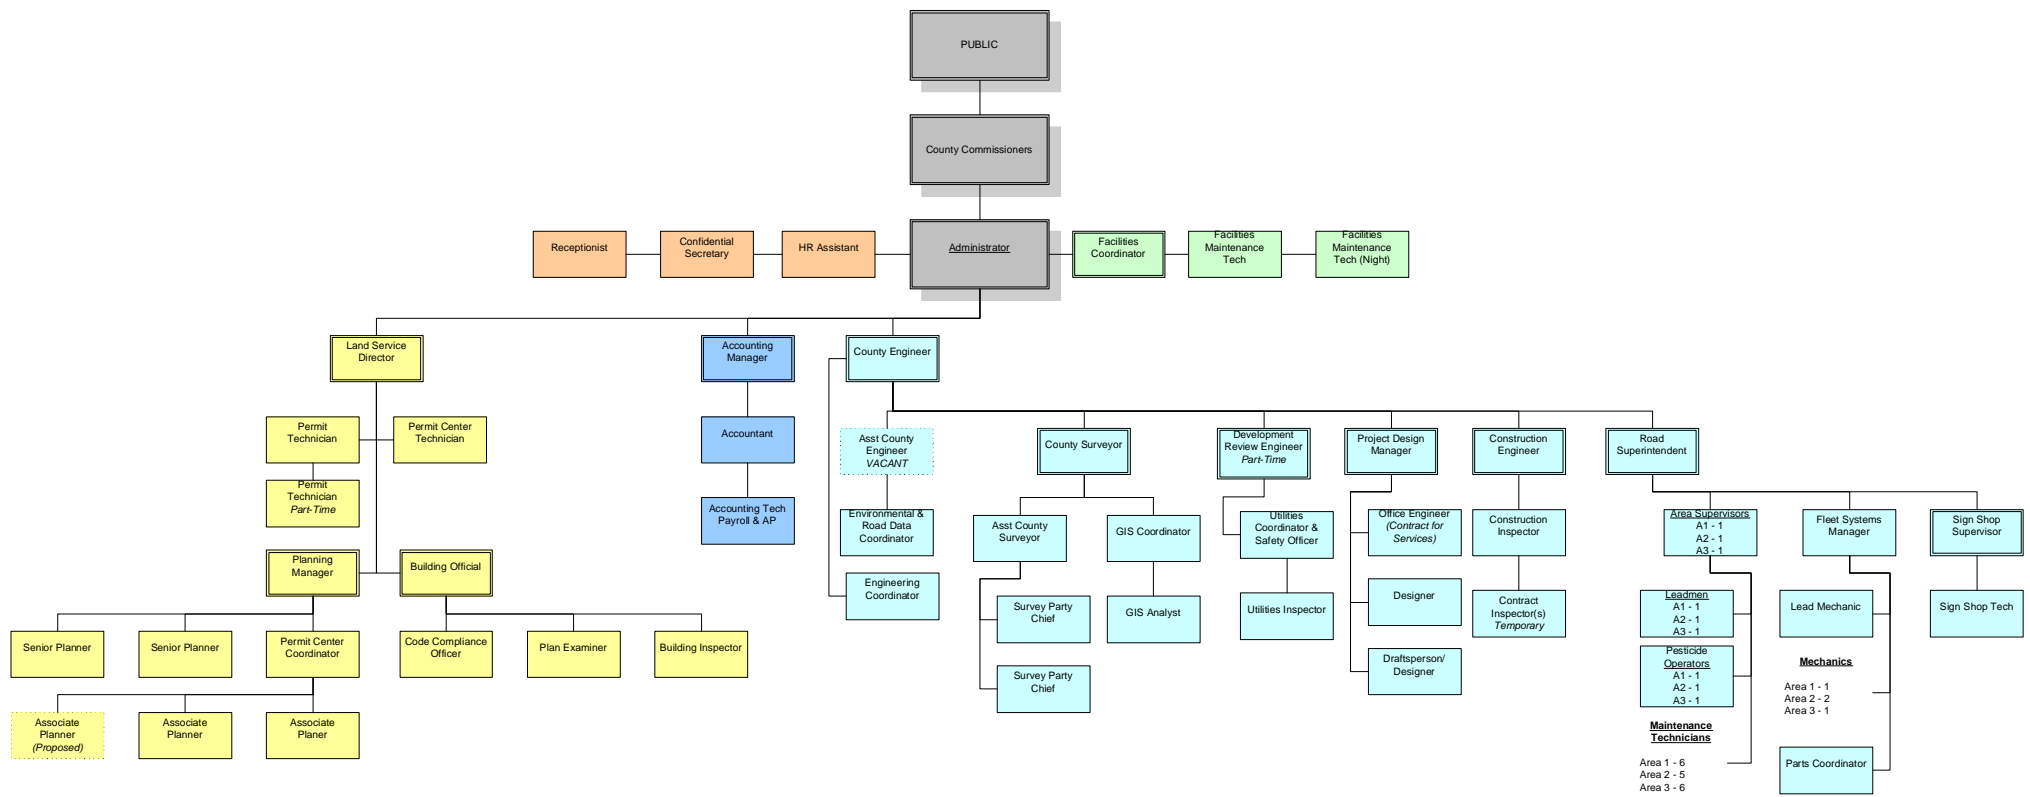 PUBLIC
County Commissioners
Administrator
Receptionist
Confidential
Secretary
HR Assistant
Facilities
Coordinator
Facilities
Maintenance
Tech
Facilities
Maintenance
Tech (Night)
Land Service
Director
Accounting
Manager
County Engineer
Permit
Technician
Permit Center
Technician
Permit
Technician
Part-Time
Accountant
Accounting Tech
Payroll & AP
Planning
Manager
Building Official
Senior Planner
Senior Planner
Permit Center
Coordinator
Code Compliance
Officer
Plan Examiner
Building Inspector
Associate
Planner
(Proposed)
Associate
Planner
Associate
Planer
Asst County
Engineer
VACANT
Environmental &
Road Data
Coordinator
Engineering
Coordinator
County Surveyor
Asst County
Surveyor
GIS Coordinator
Survey Party
Chief
GIS Analyst
Survey Party
Chief
Development
Review Engineer
Part-Time
Utilities
Coordinator &
Safety Officer
Utilities Inspector
Project Design
Manager
Office Engineer
(Contract for
Services)
Designer
Draftsperson/
Designer
Construction
Engineer
Construction
Inspector
Contract
Inspector(s)
Temporary
Road
Superintendent
Area Supervisors
A1 - 1
A2 - 1
A3 - 1
Leadmen
A1 - 1
A2 - 1
A3 - 1
Pesticide
Operators
A1 - 1
A2 - 1
A3 - 1
Maintenance
Technicians
Area 1 - 6
Area 2 - 5
Area 3 - 6
Fleet Systems
Manager
Lead Mechanic
Mechanics
Area 1 - 1
Area 2 - 2
Area 3 - 1
Parts Coordinator
Sign Shop
Supervisor
Sign Shop Tech